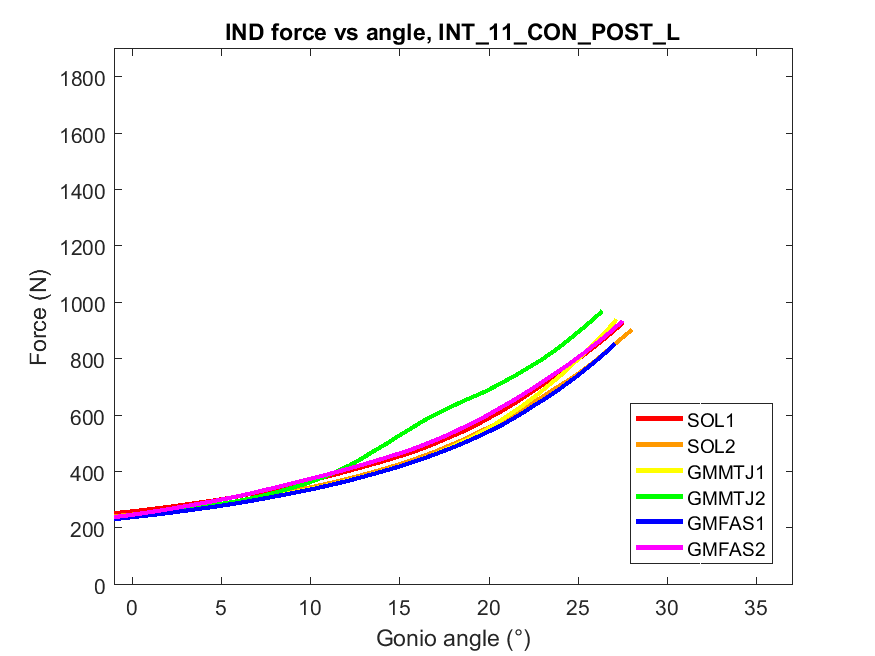 IND force vs angle, INT_11_CON_POST_L
Force (N)
1800
1600
1400
1200
1000
800
600
400
200
0
0 5 10 15 20 25 30 35
Gonio angle (°)
SOL1
SOL2
GMMTJ1
GMMTJ2
GMFAS1
GMFAS2